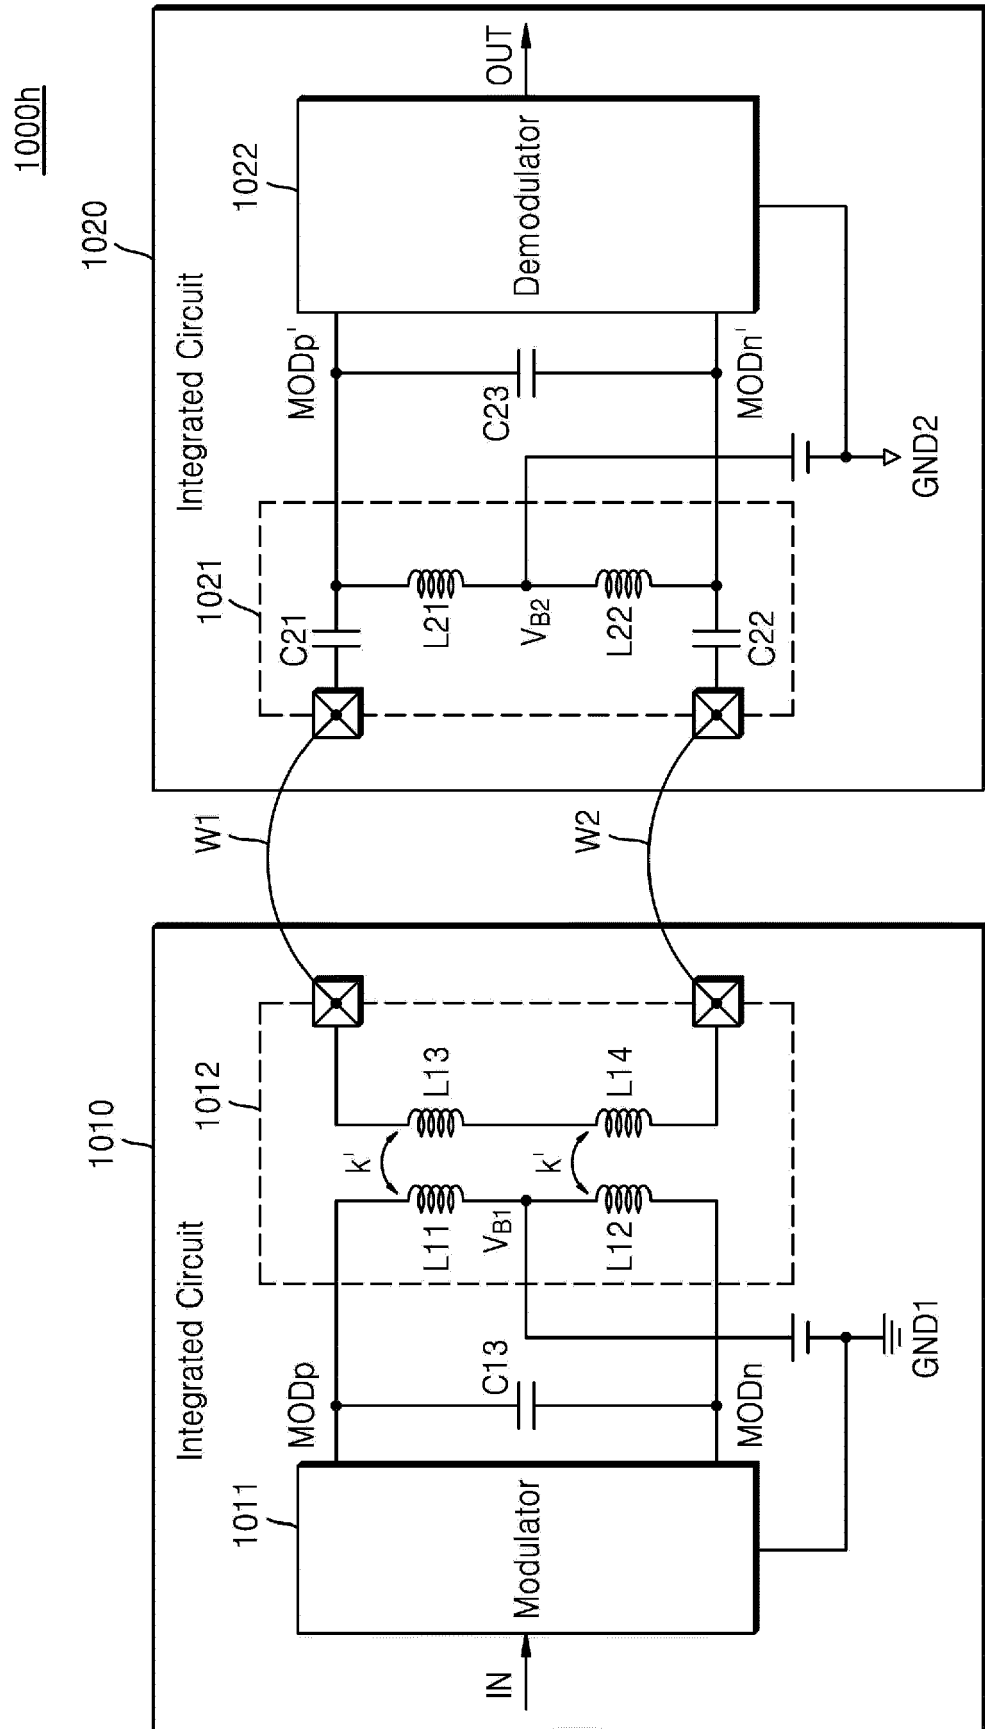 1000h
1010
1020
Integrated Circuit
Integrated Circuit
1011
1012
1021
1022
W1
W2
IN
Modulator
MODp
MODn
C13
L11
L12
VB1
k'
k'
L13
L14
GND1
C21
C22
L21
L22
VB2
C23
MODp'
MODn'
GND2
Demodulator
OUT